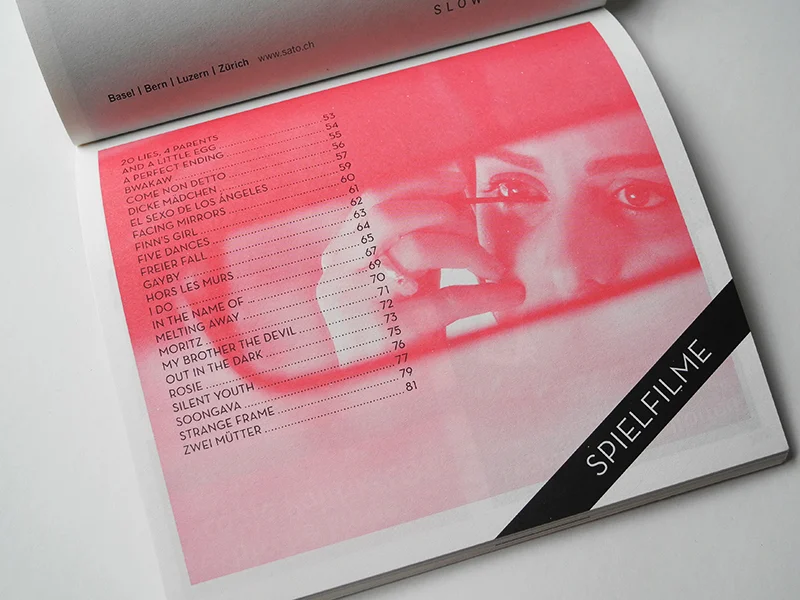 SLOW
Basel | Bern | Luzern | Zürich www.sato.ch
20 LIES, 4 PARENTS
AND A LITTLE EGG 53
A PERFECT ENDING 54
BWAKAW 55
COME NON DETTO 56
DICKE MÄDCHEN 57
EL SEXO DE LOS ÁNGELES 59
FACING MIRRORS 60
FINN'S GIRL 61
FIVE DANCES 62
FREIER FALL 63
GAYBY 64
HORS LES MURS 65
I DO 67
IN THE NAME OF 69
MELTING AWAY 70
MORITZ 71
MY BROTHER THE DEVIL 72
OUT IN THE DARK 73
ROSIE 75
SILENT YOUTH 76
SOONGAVA 77
STRANGE FRAME 79
ZWEI MÜTTER 81
SPIELFILME